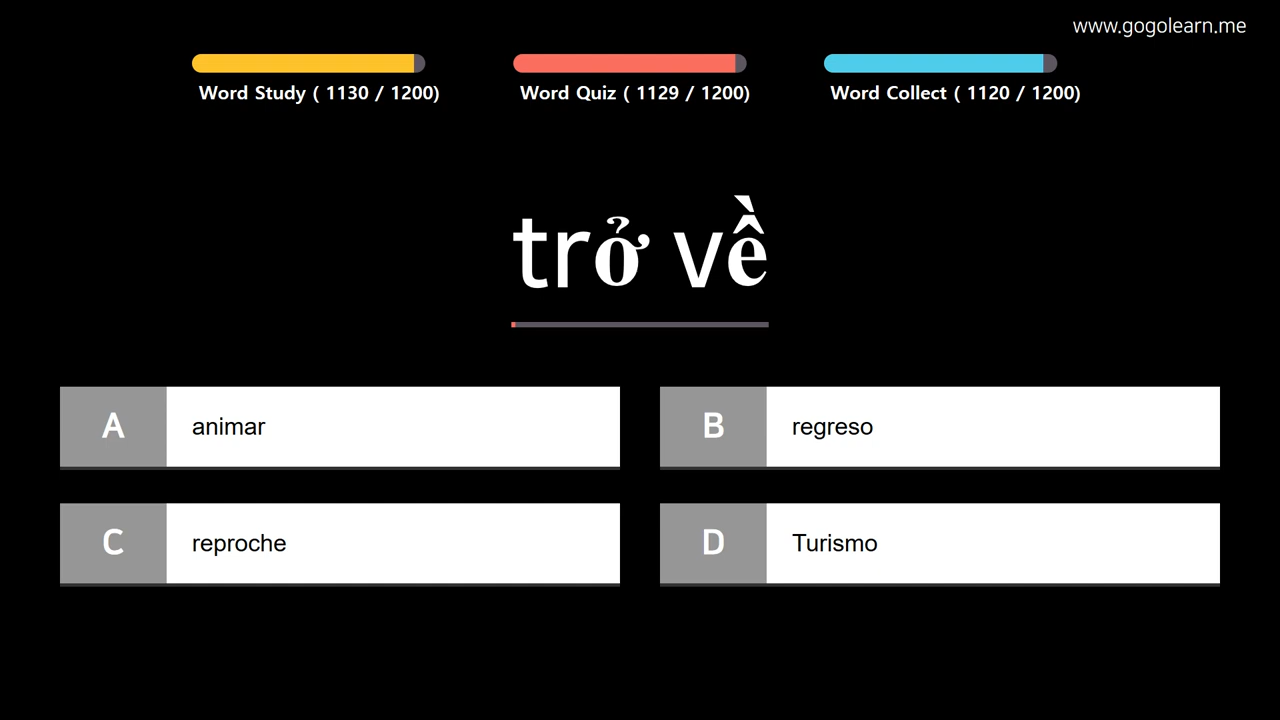 www.gogolearn.me
Word Study ( 1130 / 1200)
Word Quiz ( 1129 / 1200)
Word Collect ( 1120 / 1200)
trở về
A animar
B regreso
C reproche
D Turismo